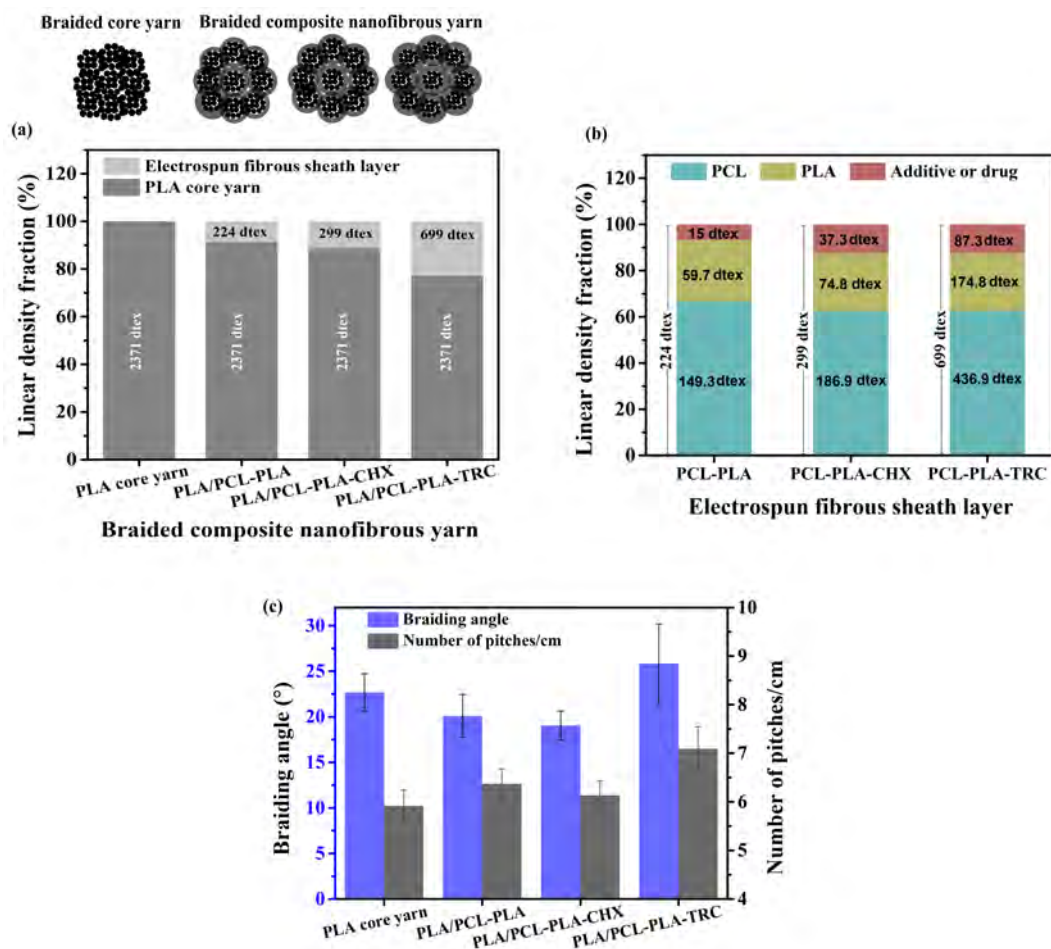 Braided core yarn
Braided composite nanofibrous yarn
(a)
Linear density fraction (%)
120
100
80
60
40
20
0
Electrospun fibrous sheath layer
PLA core yarn
224 dtex
299 dtex
699 dtex
2371 dtex
2371 dtex
2371 dtex
2371 dtex
PLA core yarn
PLA/PCL-PLA
PLA/PCL-PLA-CHX
PLA/PCL-PLA-TRC
Braided composite nanofibrous yarn
(b)
Linear density fraction (%)
120
100
80
60
40
20
0
PCL
PLA
Additive or drug
224 dtex
15 dtex
59.7 dtex
149.3 dtex
299 dtex
37.3 dtex
74.8 dtex
186.9 dtex
699 dtex
87.3 dtex
174.8 dtex
436.9 dtex
PCL-PLA
PCL-PLA-CHX
PCL-PLA-TRC
Electrospun fibrous sheath layer
(c)
Braiding angle (°)
30
25
20
15
10
5
0
Braiding angle
Number of pitches/cm
10
9
8
7
6
5
4
Number of pitches/cm
PLA core yarn
PLA/PCL-PLA
PLA/PCL-PLA-CHX
PLA/PCL-PLA-TRC